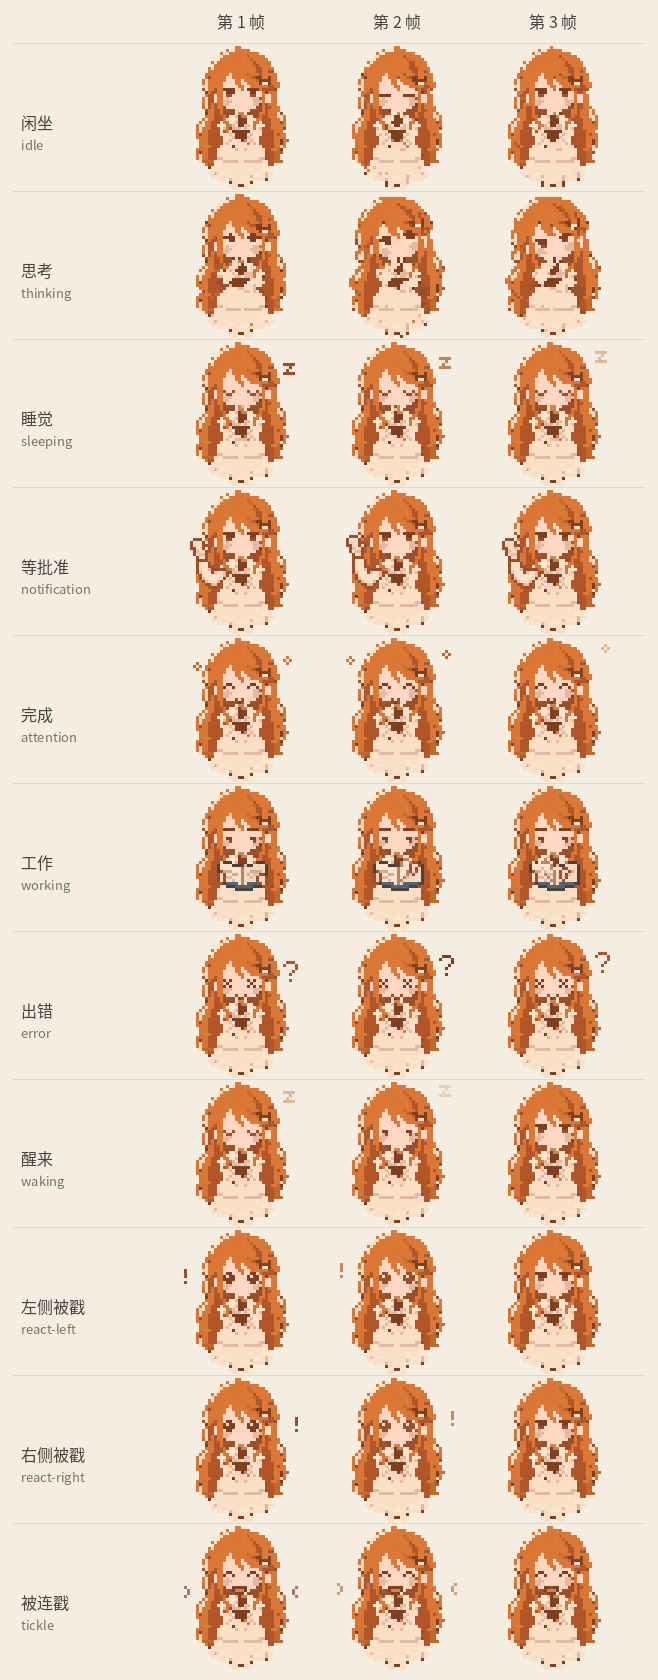 第 1 帧 第 2 帧 第 3 帧
闲坐
idle
思考
thinking
睡觉
sleeping
等批准
notification
完成
attention
工作
working
出错
error
醒来
waking
左侧被戳
react-left
右侧被戳
react-right
被连戳
tickle